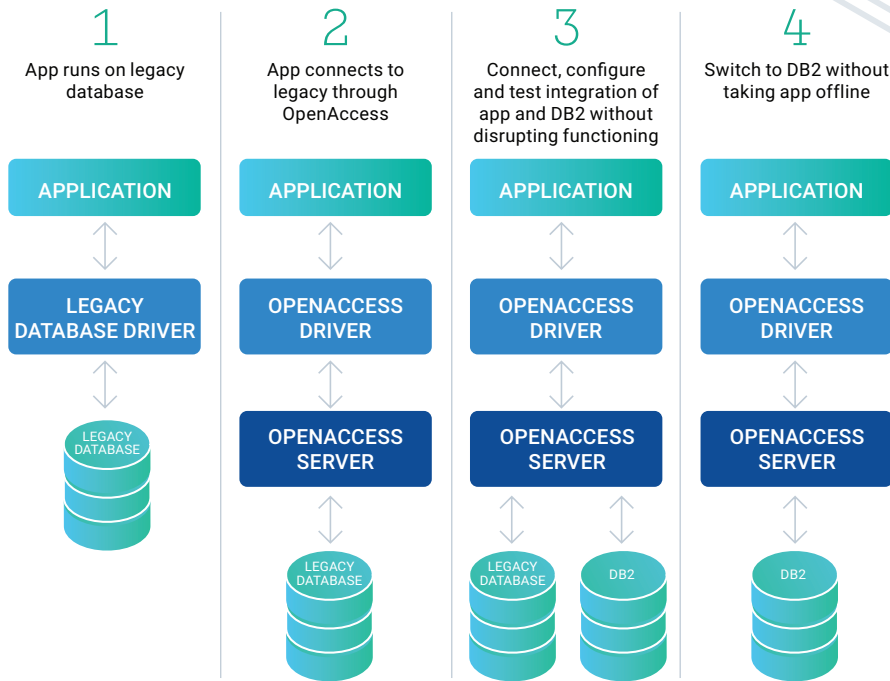 1
App runs on legacy
database
APPLICATION
LEGACY
DATABASE DRIVER
LEGACY
DATABASE
2
App connects to
legacy through
OpenAccess
APPLICATION
OPENACCESS
DRIVER
OPENACCESS
SERVER
LEGACY
DATABASE
3
Connect, configure
and test integration of
app and DB2 without
disrupting functioning
APPLICATION
OPENACCESS
DRIVER
OPENACCESS
SERVER
LEGACY
DATABASE
DB2
4
Switch to DB2 without
taking app offline
APPLICATION
OPENACCESS
DRIVER
OPENACCESS
SERVER
DB2